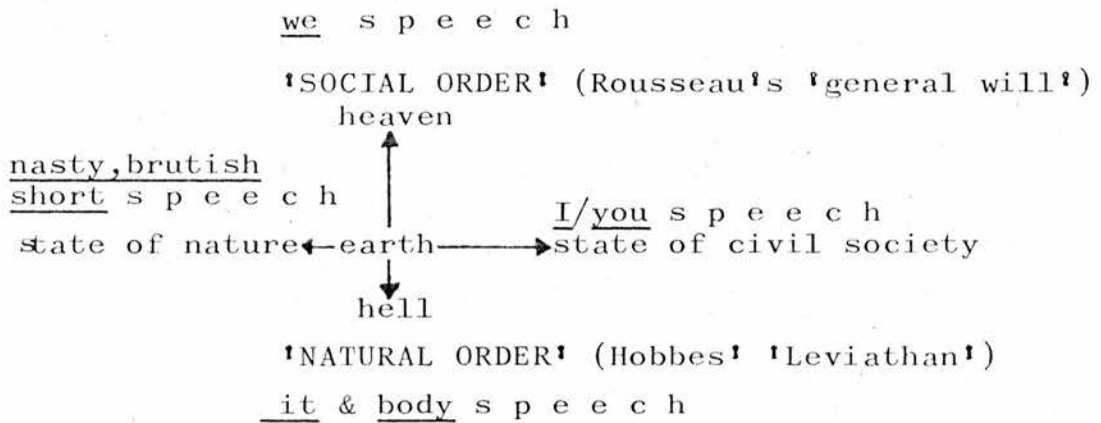 we s p e e c h
'SOCIAL ORDER' (Rousseau's 'general will')
heaven
nasty,brutish
short s p e e c h
I/you s p e e c h
state of nature earth state of civil society
hell
'NATURAL ORDER' (Hobbes' 'Leviathan')
it & body s p e e c h